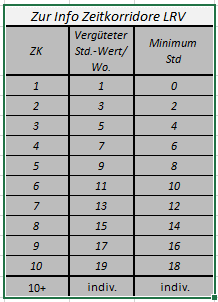 Zur Info Zeitkorridore LRV
ZK Vergüteter Std.-Wert/ Wo. Minimum Std
1 1 0
2 3 2
3 5 4
4 7 6
5 9 8
6 11 10
7 13 12
8 15 14
9 17 16
10 19 18
10+ indiv. indiv.